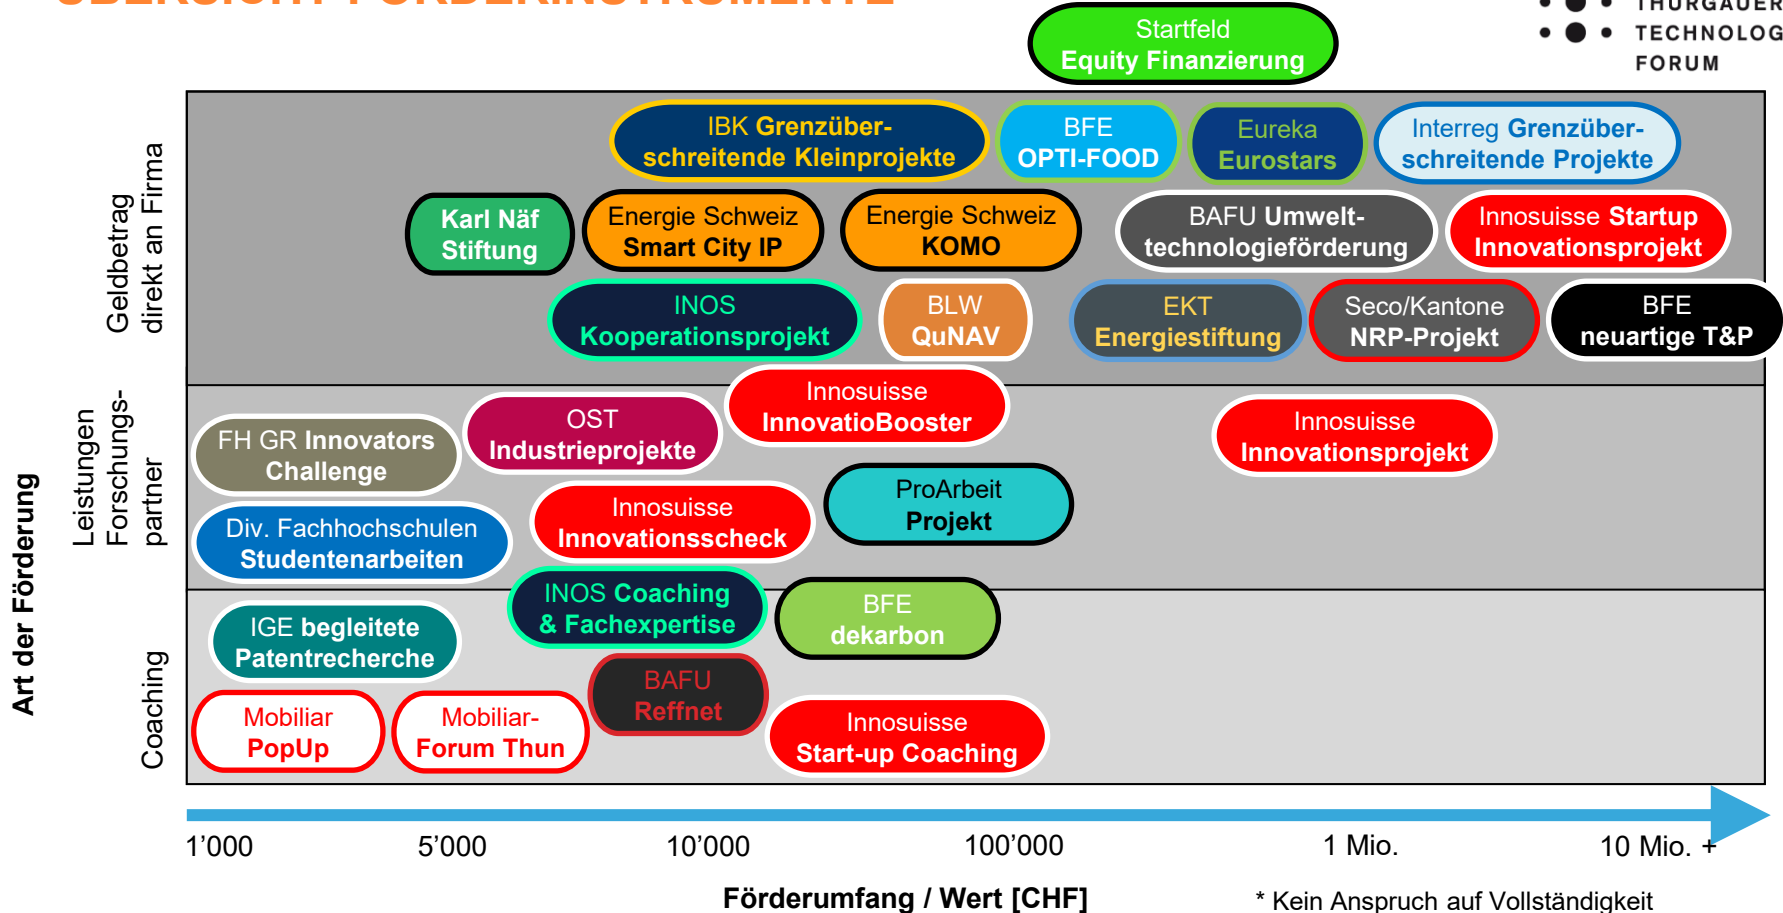 ÜBERSICHT FÖRDERINSTRUMENTE
THURGAUER
TECHNOLOG
FORUM
Startfeld
Equity Finanzierung
Geldbetrag
direkt an Firma
IBK Grenzüber-
schreitende Kleinprojekte
BFE
OPTI-FOOD
Eureka
Eurostars
Interreg Grenzüber-
schreitende Projekte
Karl Näf
Stiftung
Energie Schweiz
Smart City IP
Energie Schweiz
KOMO
BAFU Umwelt-
technologieförderung
Innosuisse Startup
Innovationsprojekt
INOS
Kooperationsprojekt
BLW
QuNAV
EKT
Energiestiftung
Seco/Kantone
NRP-Projekt
BFE
neuartige T&P
Art der Förderung
Leistungen
Forschungs-
partner
Innosuisse
InnovatioBooster
FH GR Innovators
Challenge
OST
Industrieprojekte
Innosuisse
Innovationsprojekt
Div. Fachhochschulen
Studentenarbeiten
Innosuisse
Innovationsscheck
ProArbeit
Projekt
Coaching
INOS Coaching
& Fachexpertise
BFE
dekarbon
IGE begleitete
Patentrecherche
BAFU
Reffnet
Mobiliar
PopUp
Mobiliar-
Forum Thun
Innosuisse
Start-up Coaching
1’000
5’000
10’000
100’000
1 Mio.
10 Mio. +
Förderumfang / Wert [CHF]
* Kein Anspruch auf Vollständigkeit